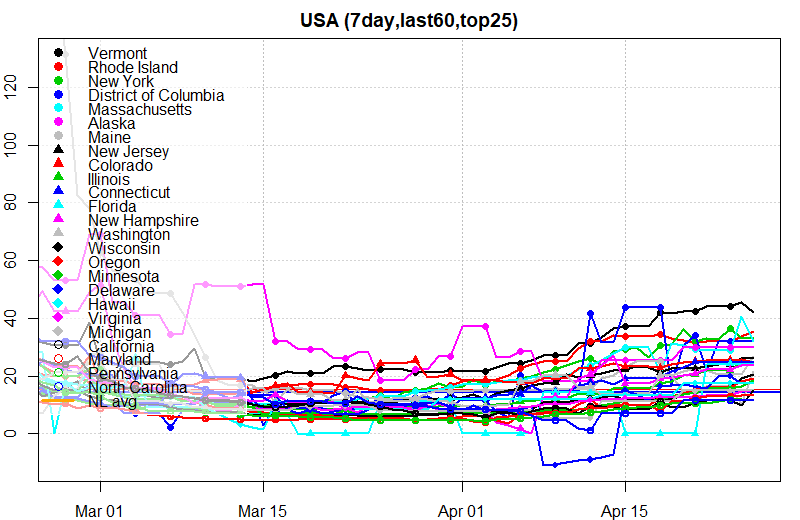 USA (7day,last60,top25)
Vermont
Rhode Island
New York
District of Columbia
Massachusetts
Alaska
Maine
New Jersey
Colorado
Illinois
Connecticut
Florida
New Hampshire
Washington
Wisconsin
Oregon
Minnesota
Delaware
Hawaii
Virginia
Michigan
California
Maryland
Pennsylvania
North Carolina
NL avg
120
100
80
60
40
20
0
Mar 01 Mar 15 Apr 01 Apr 15